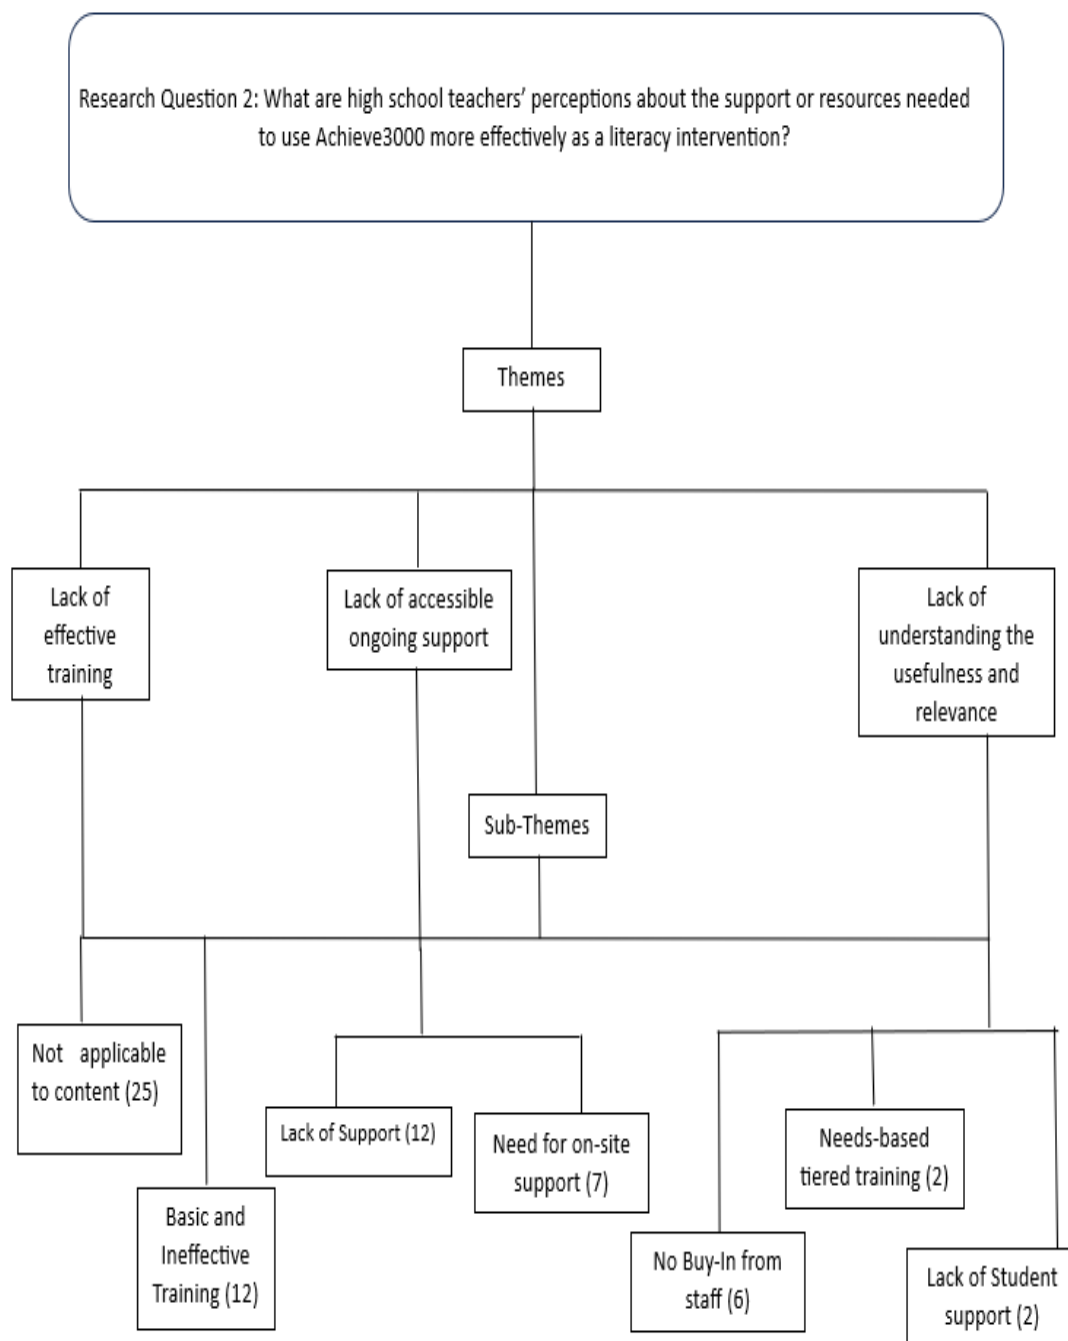 Research Question 2: What are high school teachers’ perceptions about the support or resources needed
to use Achieve3000 more effectively as a literacy intervention?
Themes
Lack of
effective
training
Lack of accessible
ongoing support
Lack of
understanding the
usefulness and
relevance
Sub-Themes
Not applicable
to content (25)
Basic and
Ineffective
Training (12)
Lack of Support (12)
Need for on-site
support (7)
No Buy-In from
staff (6)
Needs-based
tiered training (2)
Lack of Student
support (2)